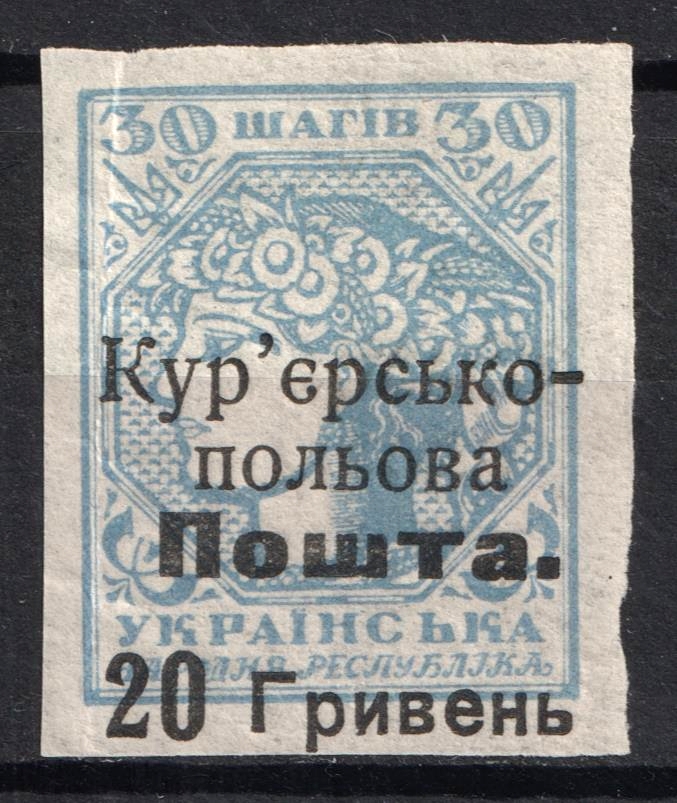 30 ШАГІВ 30
Кур’єрсько-
польова
Пошта.
УКРАЇНСЬКА
РЕСПУБЛІКА
20 Гривень